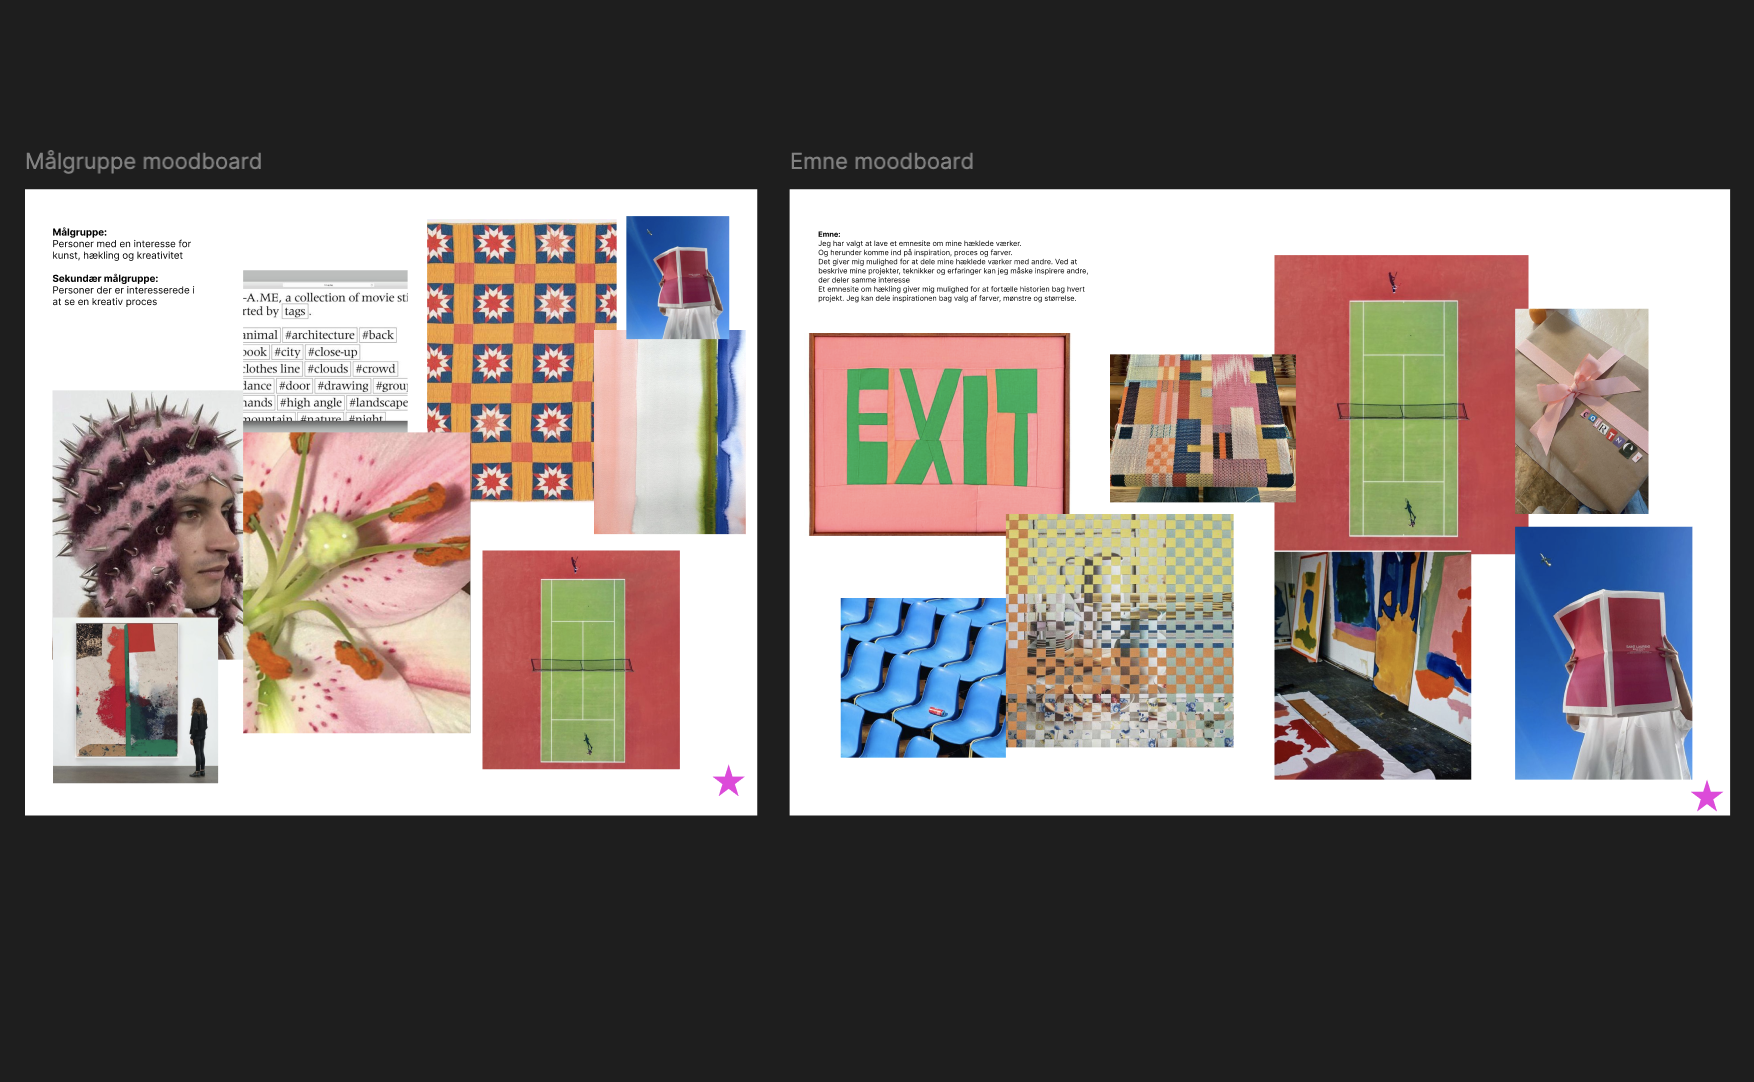 Målgruppe moodboard
Målgruppe:
Personer med en interesse for
kunst, hækling og kreativitet
Sekundær målgruppe:
Personer der er interesserede i
at se en kreativ proces
-A.ME, a collection of movie sti
rted by tags.
animal #architecture #back
book #city #close-up
clothes line #clouds #crowd
dance #door #drawing #group
hands #high angle #landscape
mountain #nature #night
Emne moodboard
Emne:
Jeg har valgt at lave et emnesite om mine hæklede værker.
Og herunder komme ind på inspiration, proces og farver.
Det giver mig mulighed for at dele mine hæklede værker med andre. Ved at
beskrive mine projekter, teknikker og erfaringer kan jeg måske inspirere andre,
der deler samme interesse
Et emnesite om hækling giver mig mulighed for at fortælle historien bag hvert
projekt. Jeg kan dele inspirationen bag valg af farver, mønstre og størrelse.
EXIT